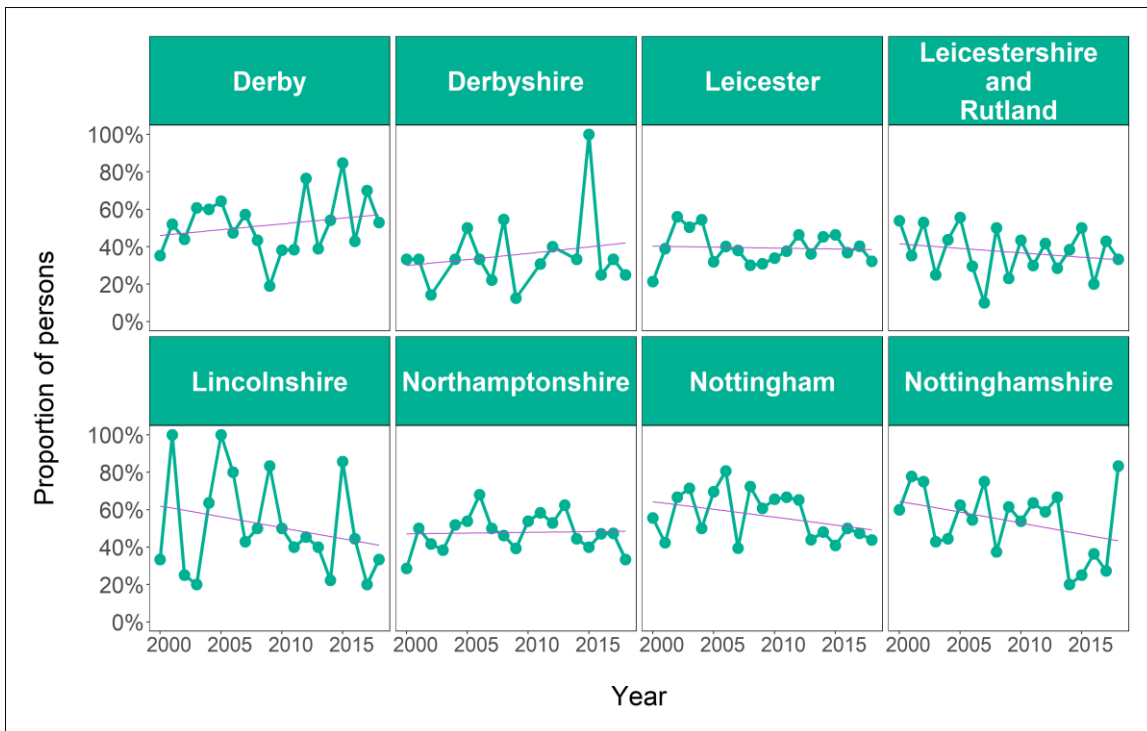 Derby
Derbyshire
Leicester
Leicestershire
and
Rutland
100%
80%
60%
40%
20%
0%
Lincolnshire
Northamptonshire
Nottingham
Nottinghamshire
100%
80%
60%
40%
20%
0%
2000 2005 2010 2015
2000 2005 2010 2015
2000 2005 2010 2015
2000 2005 2010 2015
Proportion of persons
Year